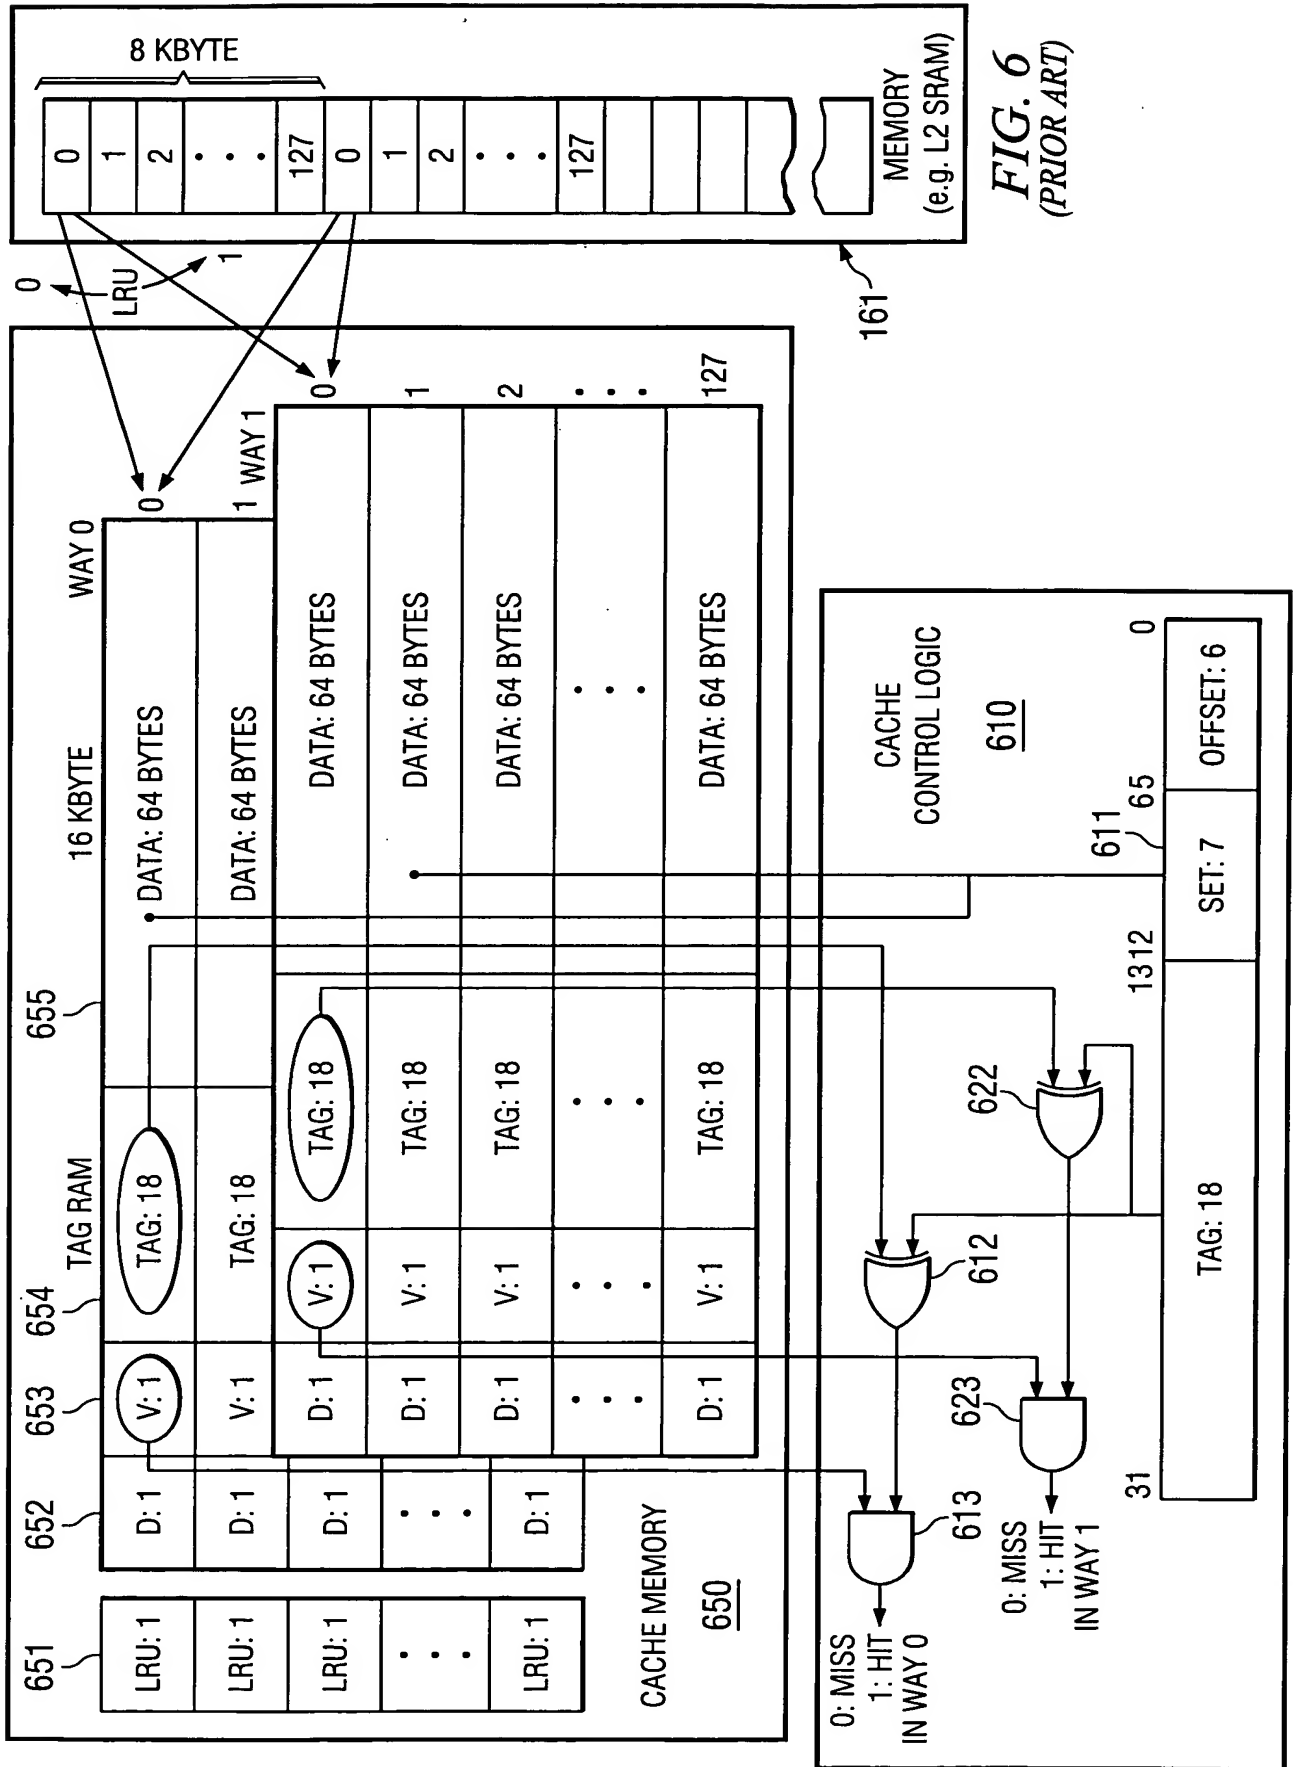 651
652
653
654
655
TAG RAM
16 KBYTE
WAY 0
LRU: 1
D: 1
V: 1
TAG: 18
DATA: 64 BYTES
0
LRU: 1
D: 1
V: 1
TAG: 18
DATA: 64 BYTES
1
WAY 1
LRU: 1
D: 1
D: 1
V: 1
TAG: 18
DATA: 64 BYTES
0
D: 1
V: 1
TAG: 18
DATA: 64 BYTES
1
LRU: 1
D: 1
D: 1
V: 1
TAG: 18
DATA: 64 BYTES
2
D: 1
V: 1
TAG: 18
DATA: 64 BYTES
127
CACHE MEMORY
650
0
LRU
1
8 KBYTE
0
1
2
127
0
1
2
127
MEMORY
(e.g. L2 SRAM)
161
0: MISS
1: HIT
IN WAY 0
613
612
0: MISS
1: HIT
IN WAY 1
623
622
CACHE
CONTROL LOGIC
610
611
31
13 12
6 5
0
TAG: 18
SET: 7
OFFSET: 6
FIG. 6
(PRIOR ART)